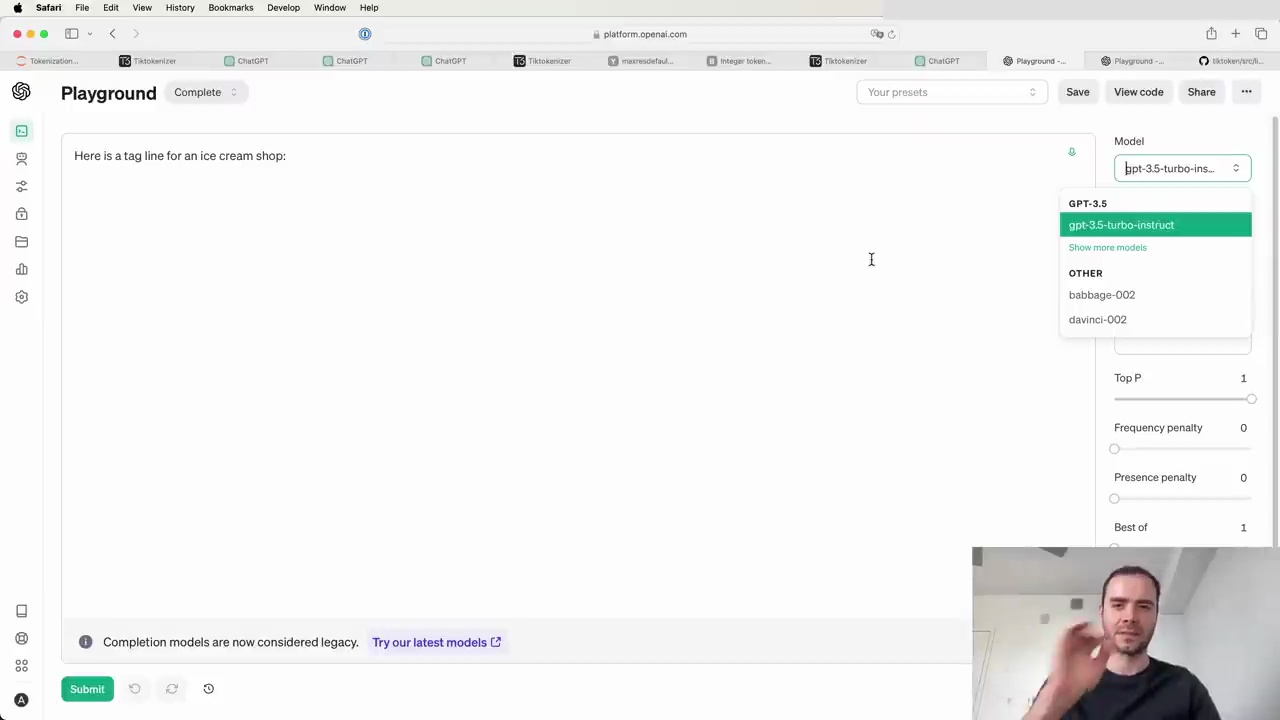 Safari File Edit View History Bookmarks Develop Window Help
platform.openai.com
Tokenization... Tiktokenizer ChatGPT ChatGPT ChatGPT Tiktokenizer maxresdefaul... Integer token... Tiktokenizer ChatGPT Playground -... Playground -... tiktoken/src/li...
Playground Complete Your presets Save View code Share ...
Here is a tag line for an ice cream shop:
Model
gpt-3.5-turbo-ins...
GPT-3.5
gpt-3.5-turbo-instruct
Show more models
OTHER
babbage-002
davinci-002
Top P 1
Frequency penalty 0
Presence penalty 0
Best of 1
Completion models are now considered legacy. Try our latest models
Submit
A